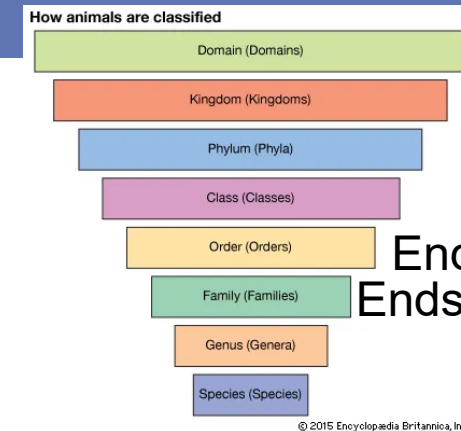 How animals are classified
Domain (Domains)
Kingdom (Kingdoms)
Phylum (Phyla)
Class (Classes)
Order (Orders)
Family (Families)
Ends
Genus (Genera)
Species (Species)
© 2015 Encyclopædia Britannica, In